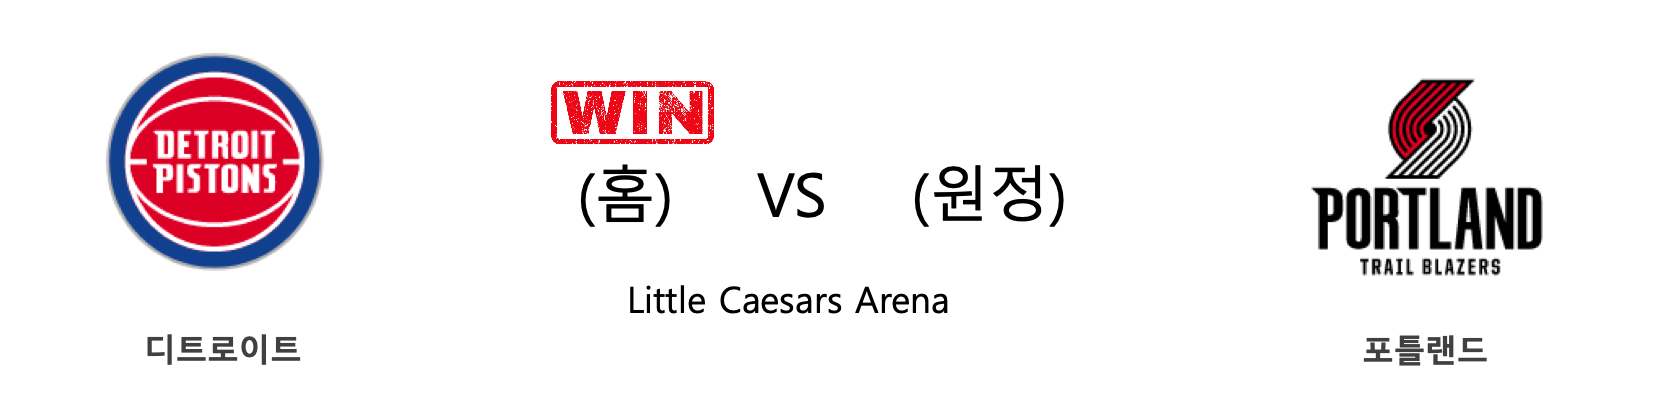 WIN
DETROIT
PISTONS
(홈) VS (원정)
PORTLAND
TRAIL BLAZERS
Little Caesars Arena
디트로이트
포틀랜드